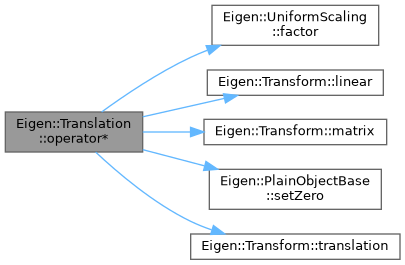 Eigen::Translation
::operator*
Eigen::UniformScaling
::factor
Eigen::Transform::linear
Eigen::Transform::matrix
Eigen::PlainObjectBase
::setZero
Eigen::Transform::translation